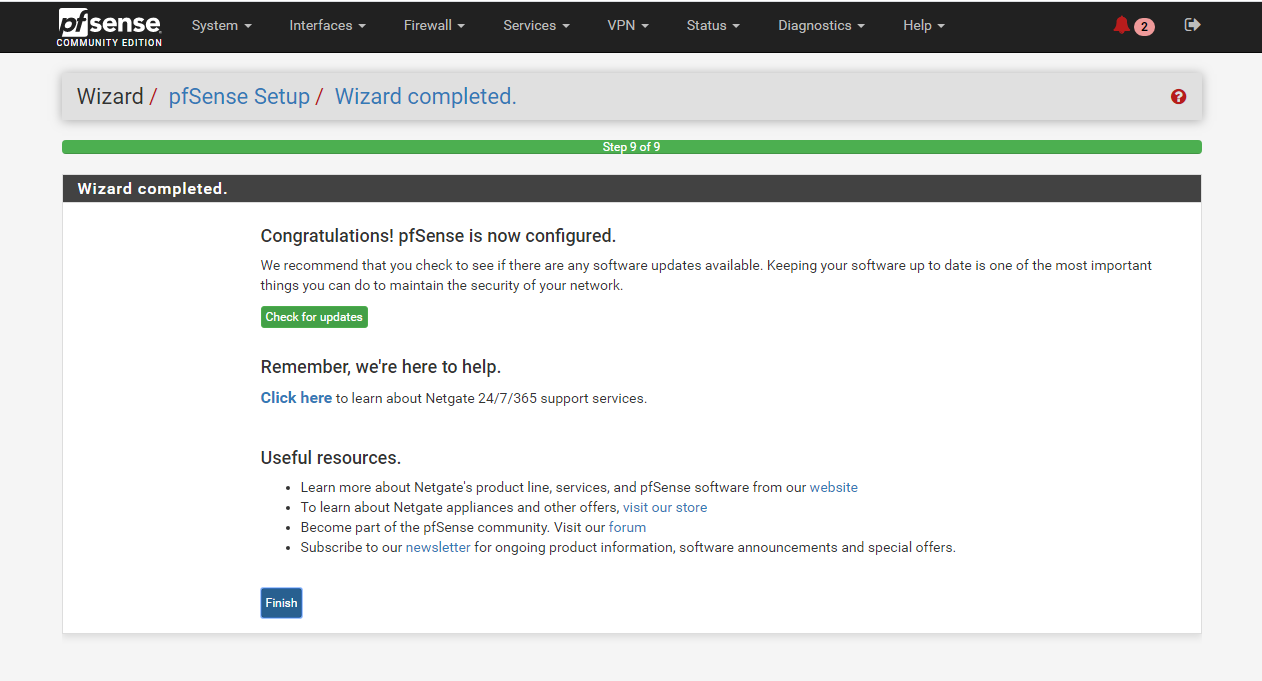 pfsense
COMMUNITY EDITION
System
Interfaces
Firewall
Services
VPN
Status
Diagnostics
Help
2
Wizard / pfSense Setup / Wizard completed.
?
Step 9 of 9
Wizard completed.
Congratulations! pfSense is now configured.
We recommend that you check to see if there are any software updates available. Keeping your software up to date is one of the most important
things you can do to maintain the security of your network.
Check for updates
Remember, we're here to help.
Click here to learn about Netgate 24/7/365 support services.
Useful resources.
• Learn more about Netgate's product line, services, and pfSense software from our website
• To learn about Netgate appliances and other offers, visit our store
• Become part of the pfSense community. Visit our forum
• Subscribe to our newsletter for ongoing product information, software announcements and special offers.
Finish